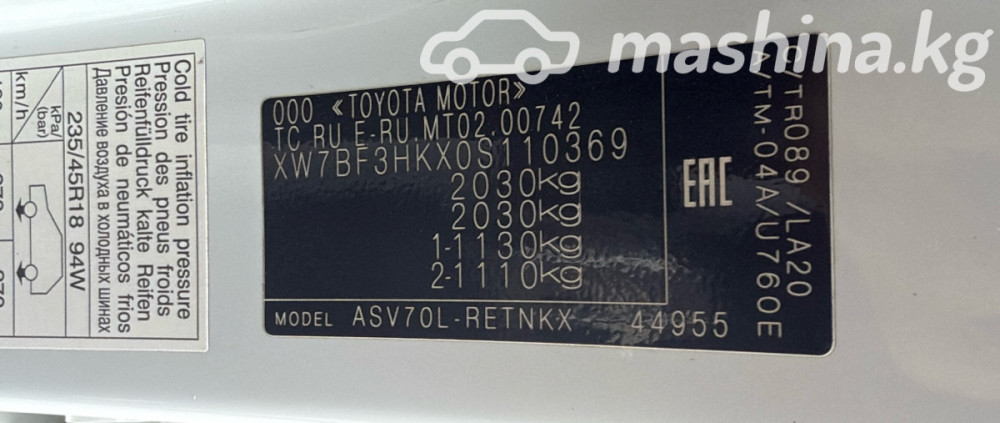 mashina.kg
ООО «TOYOTA MOTOR»
TC RU E-RU.MT02.00742
XW7BF3HKX0S110369
2030kg
2030kg
1-1130kg
2-1110kg
EAC
MODEL ASV70L-RETNKX 44955
C/TR089 /LA20
A/TM-04A/U760E
Cold tire inflation pressure
Pression des pneus froids
Reifenfülldruck kalte Reifen
Presión de neumáticos frios
Давление воздуха в холодных шинах
235/45R18 94W
kPa/
(bar)
km/h